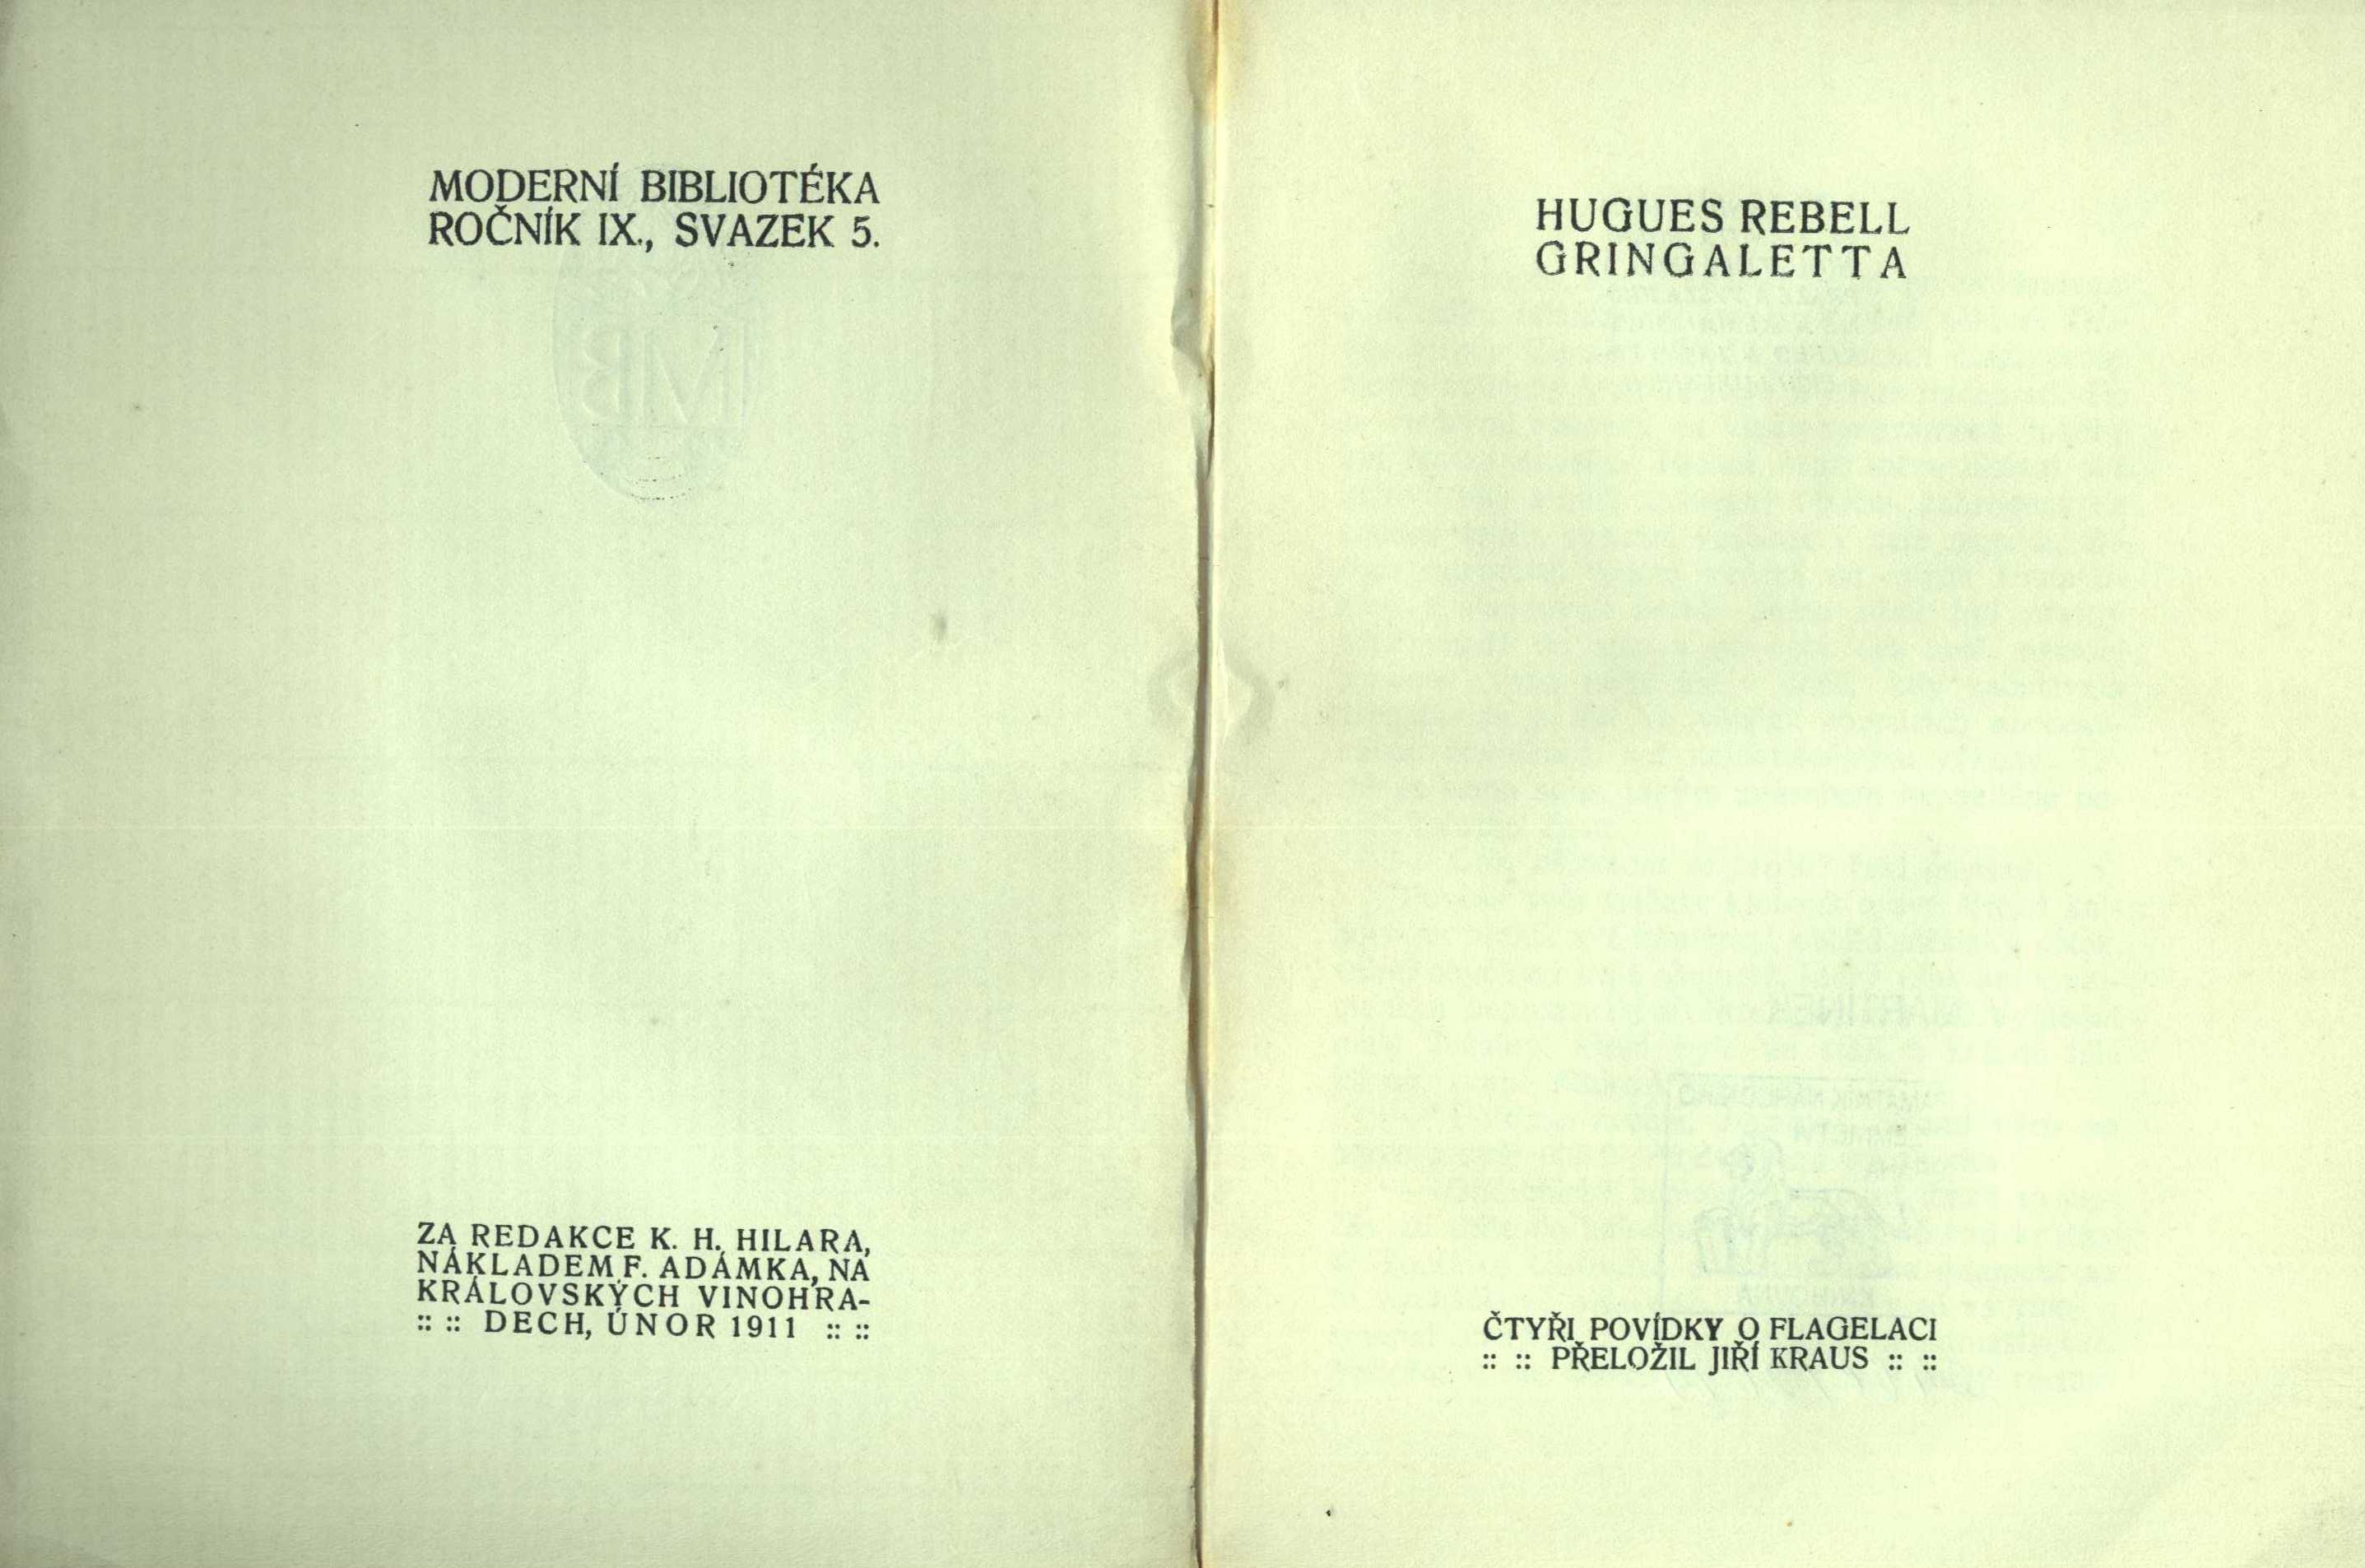 MODERNÍ BIBLIOTÉKA
ROČNÍK IX., SVAZEK 5.
ZA REDAKCE K. H. HILARA,
NÁKLADEM F. ADÁMKA, NA
KRÁLOVSKÝCH VINOHRA-
:: :: DECH, ÚNOR 1911 :: ::
HUGUES REBELL
GRINGALETTA
ČTYŘI POVÍDKY O FLAGELACI
:: :: PŘELOŽIL JIŘÍ KRAUS :: ::